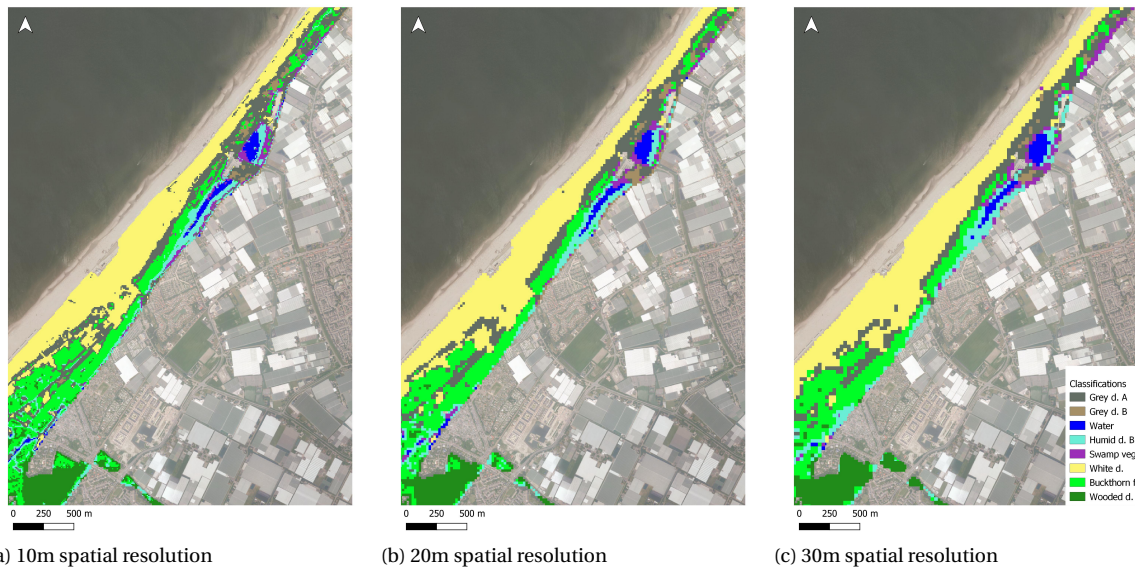 Classifications
Grey d. A
Grey d. B
Water
Humid d. B
Swamp veg
White d.
Buckthorn f
Wooded d.
0 250 500 m
0 250 500 m
0 250 500 m
a) 10m spatial resolution
(b) 20m spatial resolution
(c) 30m spatial resolution